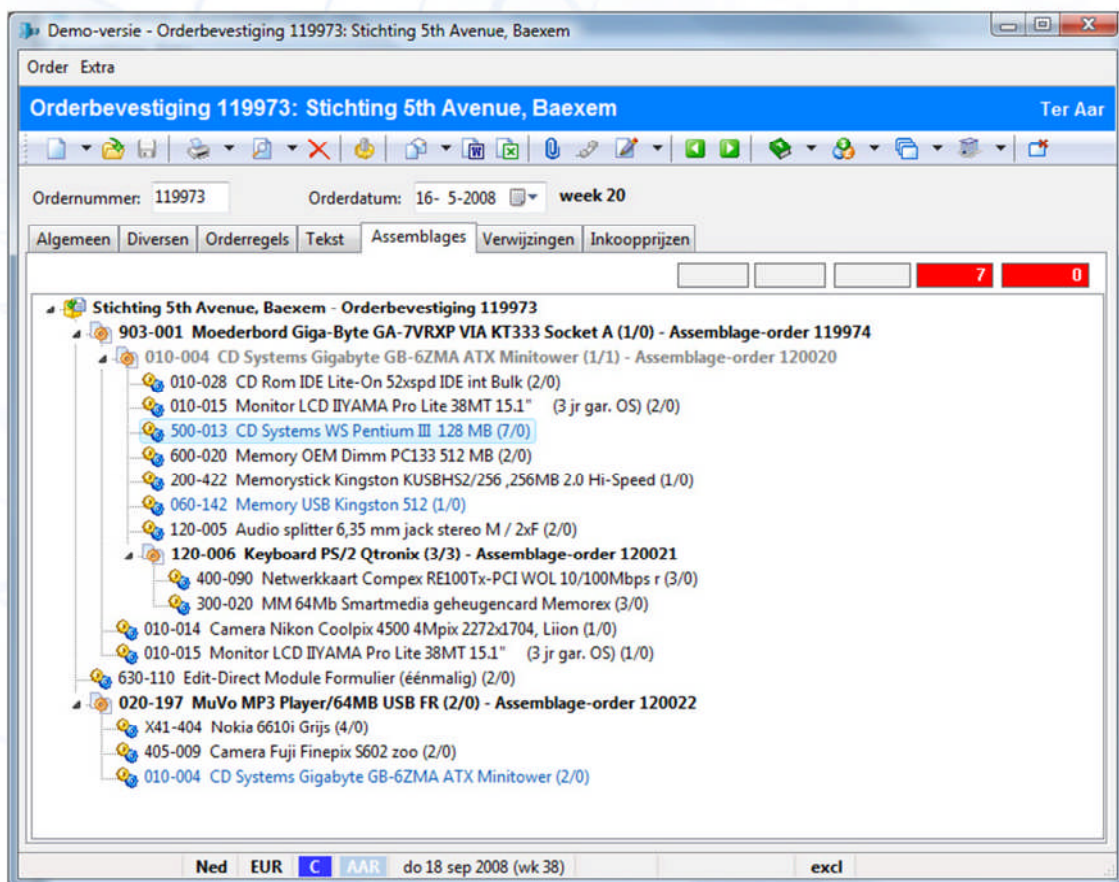 Demo-versie - Orderbevestiging 119973: Stichting 5th Avenue, Baexem
Order Extra
Orderbevestiging 119973: Stichting 5th Avenue, Baexem Ter Aar
Ordernummer: 119973 Orderdatum: 16- 5-2008 week 20
Algemeen Diversen Orderregels Tekst Assemblages Verwijzingen Inkoopprijzen
7 0
Stichting 5th Avenue, Baexem - Orderbevestiging 119973
903-001 Moederbord Giga-Byte GA-7VRXP VIA KT333 Socket A (1/0) - Assemblage-order 119974
010-004 CD Systems Gigabyte GB-6ZMA ATX Minitower (1/1) - Assemblage-order 120020
010-028 CD Rom IDE Lite-On 52xspd IDE int Bulk (2/0)
010-015 Monitor LCD IIYAMA Pro Lite 38MT 15.1" (3 jr gar. OS) (2/0)
500-013 CD Systems WS Pentium III 128 MB (7/0)
600-020 Memory OEM Dimm PC133 512 MB (2/0)
200-422 Memorystick Kingston KUSBHS2/256 ,256MB 2.0 Hi-Speed (1/0)
060-142 Memory USB Kingston 512 (1/0)
120-005 Audio splitter 6,35 mm jack stereo M / 2xF (2/0)
120-006 Keyboard PS/2 Qtronix (3/3) - Assemblage-order 120021
400-090 Netwerkkaart Compex RE100Tx-PCI WOL 10/100Mbps r (3/0)
300-020 MM 64Mb Smartmedia geheugencard Memorex (3/0)
010-014 Camera Nikon Coolpix 4500 4Mpix 2272x1704, Liion (1/0)
010-015 Monitor LCD IIYAMA Pro Lite 38MT 15.1" (3 jr gar. OS) (1/0)
630-110 Edit-Direct Module Formulier (éénmalig) (2/0)
020-197 MuVo MP3 Player/64MB USB FR (2/0) - Assemblage-order 120022
X41-404 Nokia 6610i Grijs (4/0)
405-009 Camera Fuji Finepix S602 zoo (2/0)
010-004 CD Systems Gigabyte GB-6ZMA ATX Minitower (2/0)
Ned EUR C AAR do 18 sep 2008 (wk 38) excl